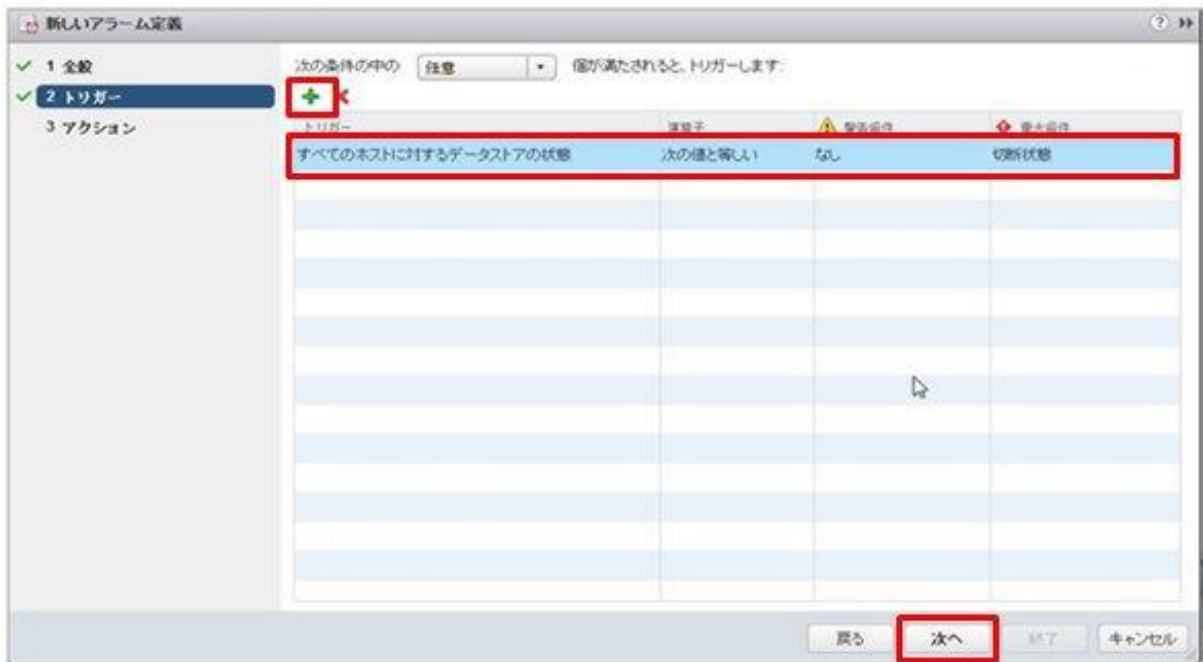 新しいアラーム定義
?
1 全般
2 トリガー
3 アクション
次の条件の中の 任意 個が満たされると、トリガーします:
トリガー 演算子 警告条件 重大条件
すべてのホストに対するデータストアの状態 次の値と等しい なし 切断状態
戻る 次へ 終了 キャンセル